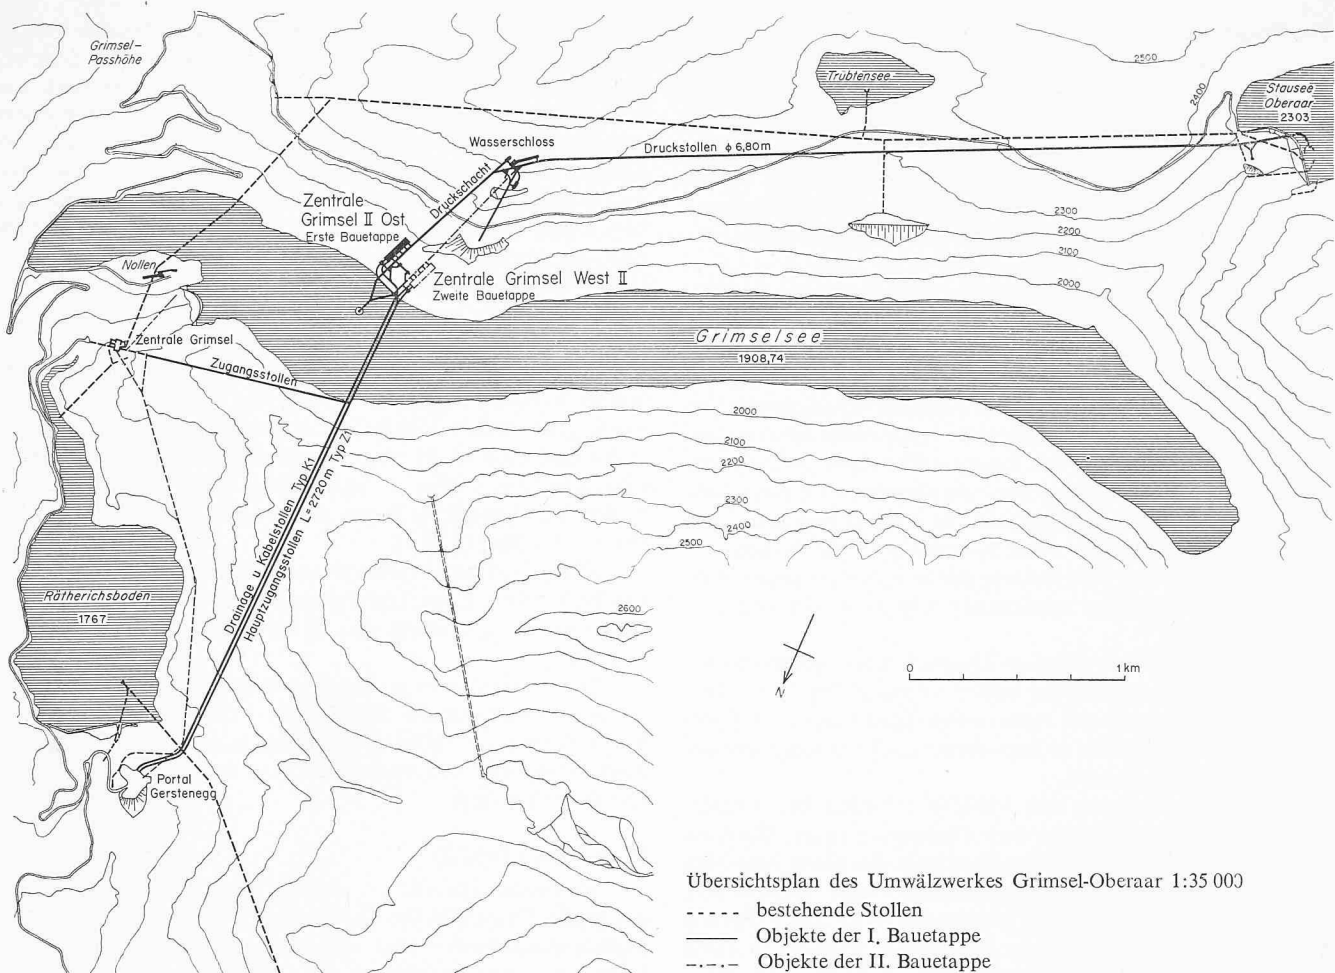 Grimsel-
Passhöhe
Trübtensee
2500
2400
Stausee
Oberaar
2303
Wasserschloss
Druckstollen ϕ 6,80m
Druckschacht
Zentrale
Grimsel II Ost
Erste Bauetappe
2300
2200
2100
2000
Nollen
Zentrale Grimsel West II
Zweite Bauetappe
Zentrale Grimsel
Grimselsee
1908,74
Zugangsstollen
2000
2100
2200
2300
2400
2500
Drainage u Kabelstollen Typ K1
Hauptzugangsstollen L=2720m Typ Z1
Rätherichsboden
1767
2600
N
0 1 km
Portal
Gerstenegg
Übersichtsplan des Umwälzwerkes Grimsel-Oberaar 1:35 000
----- bestehende Stollen
—— Objekte der I. Bauetappe
-.-.- Objekte der II. Bauetappe